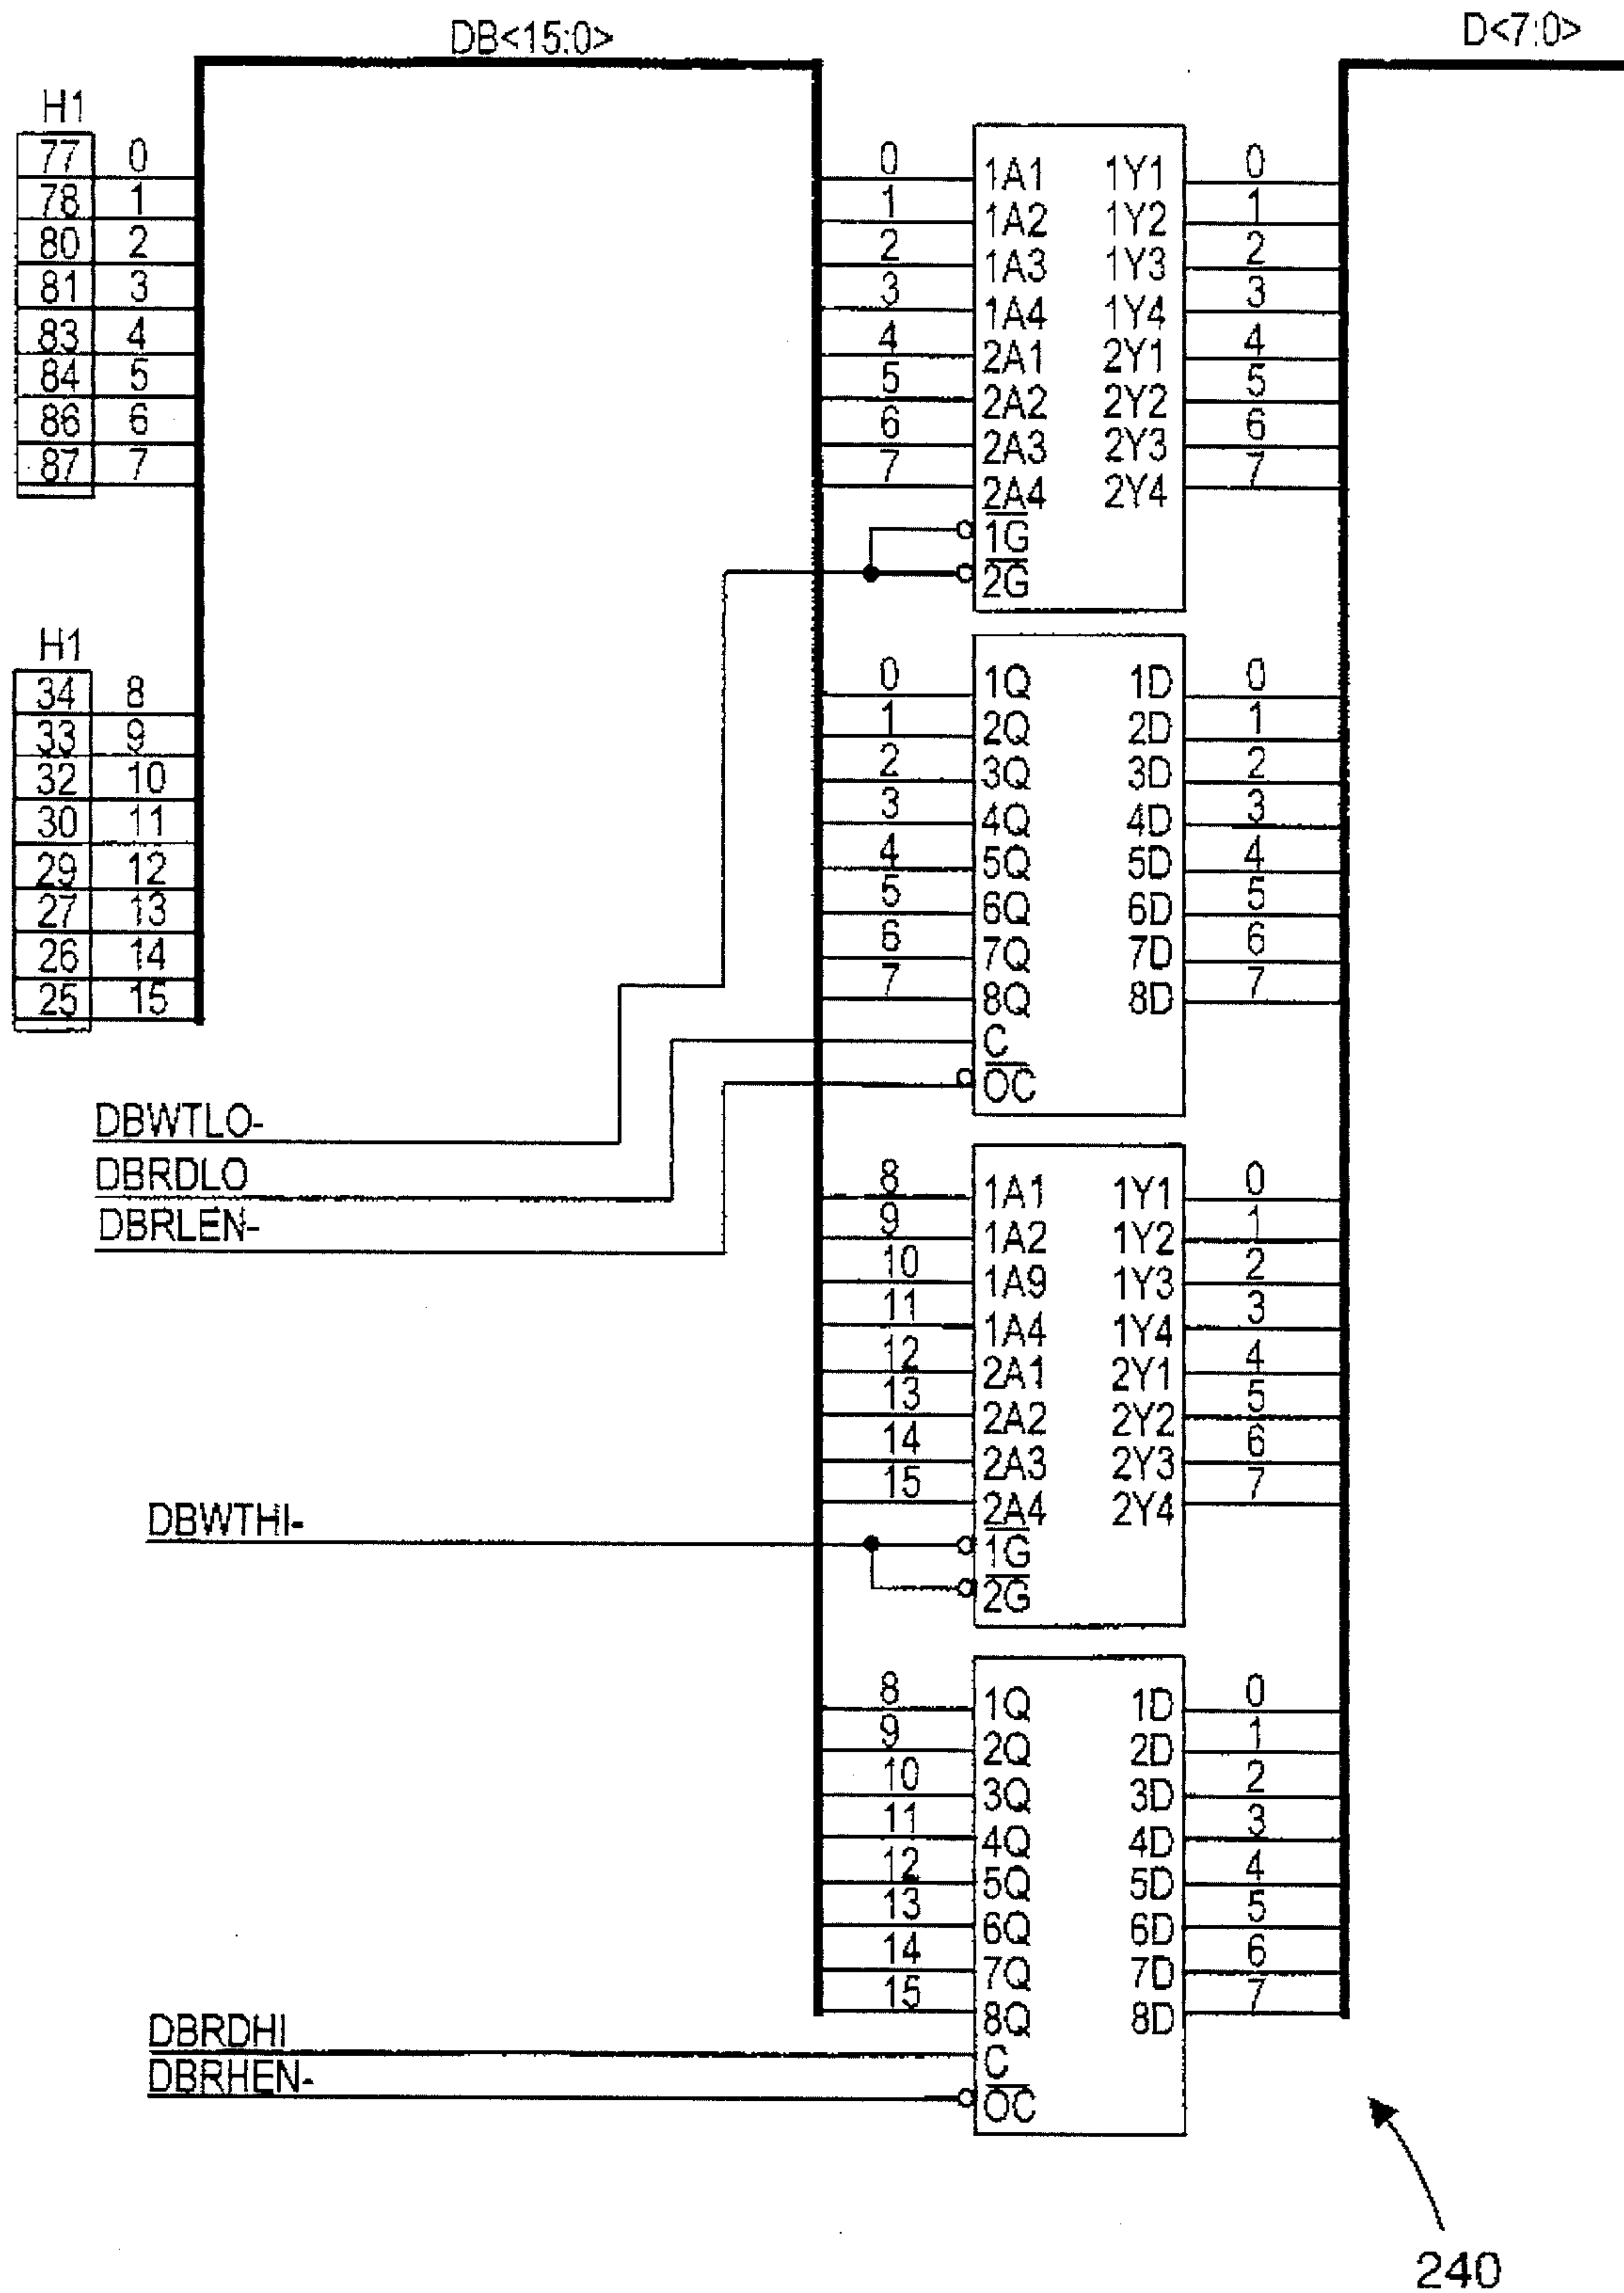 DB<15:0>
D<7:0>
H1
77 0
78 1
80 2
81 3
83 4
84 5
86 6
87 7
H1
34 8
33 9
32 10
30 11
29 12
27 13
26 14
25 15
DBWTLO-
DBRDLO
DBRLEN-
DBWTHI-
DBRDHI
DBRHEN-
0 1A1 1Y1 0
1 1A2 1Y2 1
2 1A3 1Y3 2
3 1A4 1Y4 3
4 2A1 2Y1 4
5 2A2 2Y2 5
6 2A3 2Y3 6
7 2A4 2Y4 7
1G
2G
0 1Q 1D 0
1 2Q 2D 1
2 3Q 3D 2
3 4Q 4D 3
4 5Q 5D 4
5 6Q 6D 5
6 7Q 7D 6
7 8Q 8D 7
C
OC
8 1A1 1Y1 0
9 1A2 1Y2 1
10 1A9 1Y3 2
11 1A4 1Y4 3
12 2A1 2Y1 4
13 2A2 2Y2 5
14 2A3 2Y3 6
15 2A4 2Y4 7
1G
2G
8 1Q 1D 0
9 2Q 2D 1
10 3Q 3D 2
11 4Q 4D 3
12 5Q 5D 4
13 6Q 6D 5
14 7Q 7D 6
15 8Q 8D 7
C
OC
240